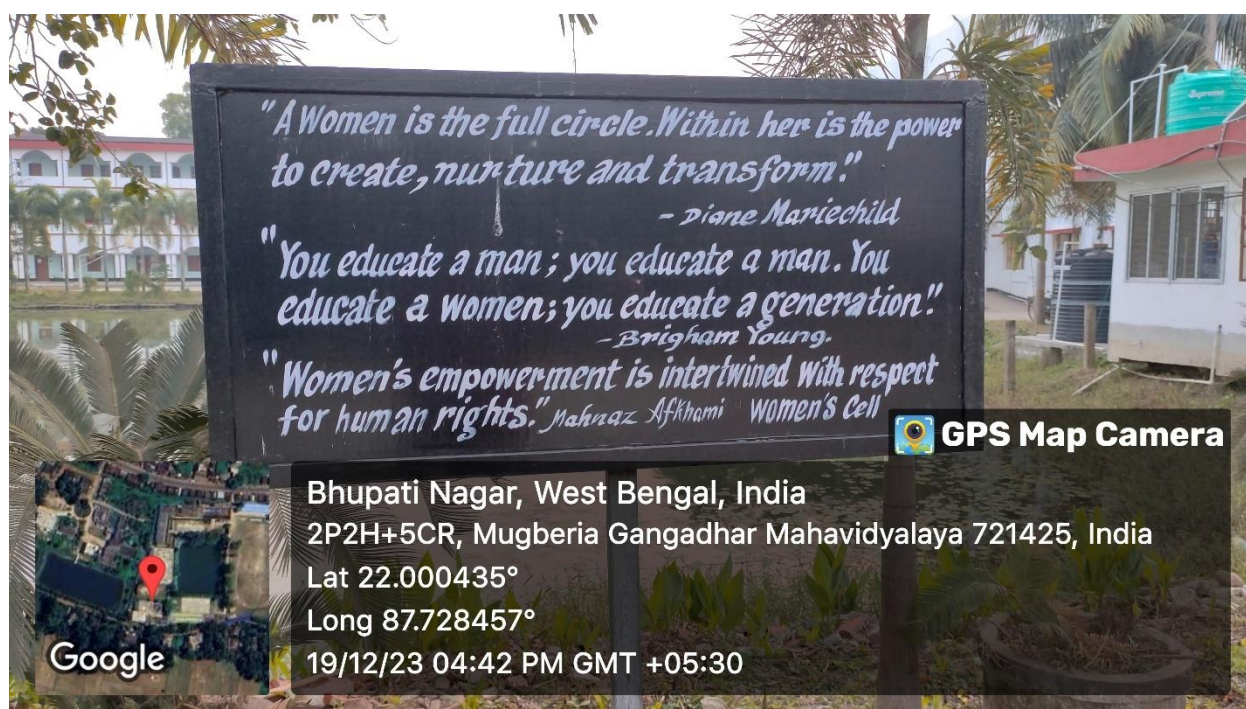 "A Women is the full circle. Within her is the power
to create, nurture and transform."
- Diane Mariechild
"You educate a man; you educate a man. You
educate a women; you educate a generation."
- Brigham Young.
"Women's empowerment is intertwined with respect
for human rights." Mahnaz Afkhami women's cell
Supreme
GPS Map Camera
Bhupati Nagar, West Bengal, India
2P2H+5CR, Mugberia Gangadhar Mahavidyalaya 721425, India
Lat 22.000435°
Long 87.728457°
19/12/23 04:42 PM GMT +05:30
Google